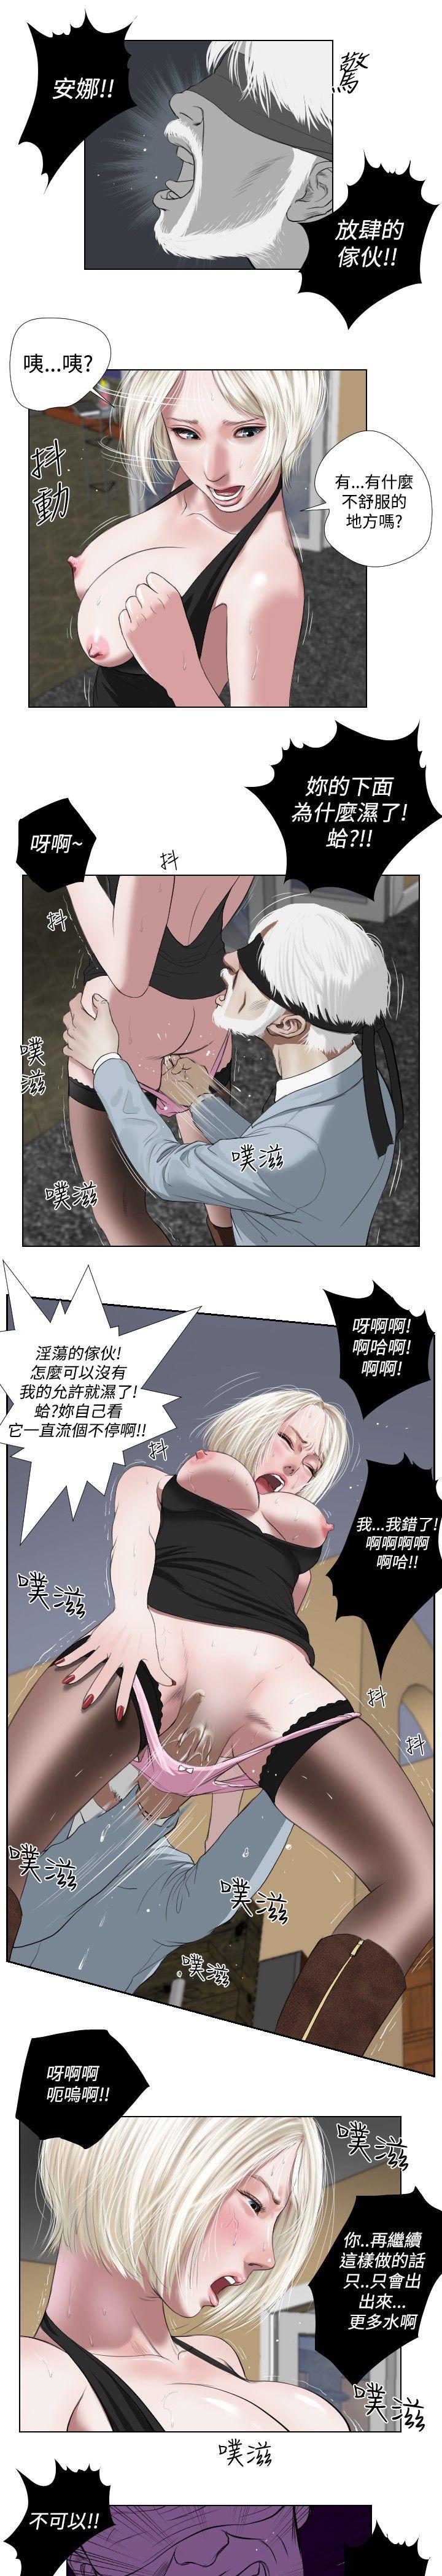 安娜!!
驚
放肆的
傢伙!!
咦...咦?
抖動
有...有什麼
不舒服的
地方嗎?
妳的下面
為什麼濕了!
蛤?!!
呀啊~
抖
抖
噗滋
噗滋
噗滋
呀啊啊!
啊哈啊!
啊啊!
淫蕩的傢伙!
怎麼可以沒有
我的允許就濕了!
蛤?妳自己看
它一直流個不停啊!!
抖
我...我錯了!
啊啊啊啊
啊哈!!
噗滋
抖
抖
噗滋
噗滋
噗滋
呀啊啊
呃嗚啊!!
噗滋
你..再繼續
這樣做的話
只..只會出
出來...
更多水啊
噗滋
噗滋
不可以!!